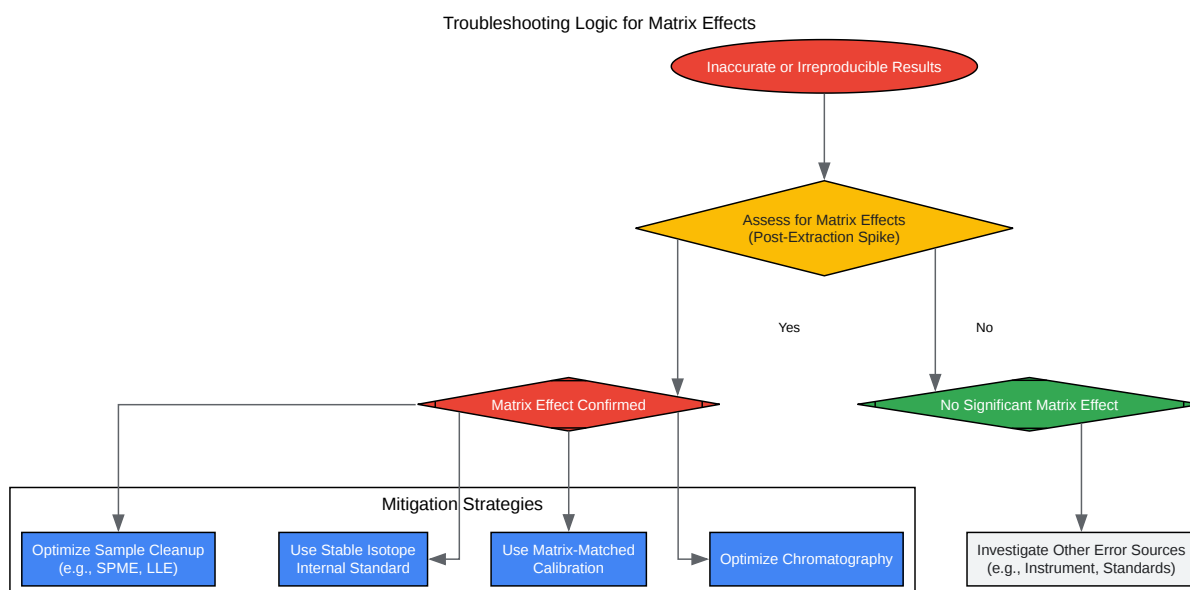 Troubleshooting Logic for Matrix Effects
Inaccurate or Irreproducible Results
Assess for Matrix Effects
(Post-Extraction Spike)
Yes
No
Matrix Effect Confirmed
No Significant Matrix Effect
Mitigation Strategies
Optimize Sample Cleanup
(e.g., SPME, LLE)
Use Stable Isotope
Internal Standard
Use Matrix-Matched
Calibration
Optimize Chromatography
Investigate Other Error Sources
(e.g., Instrument, Standards)